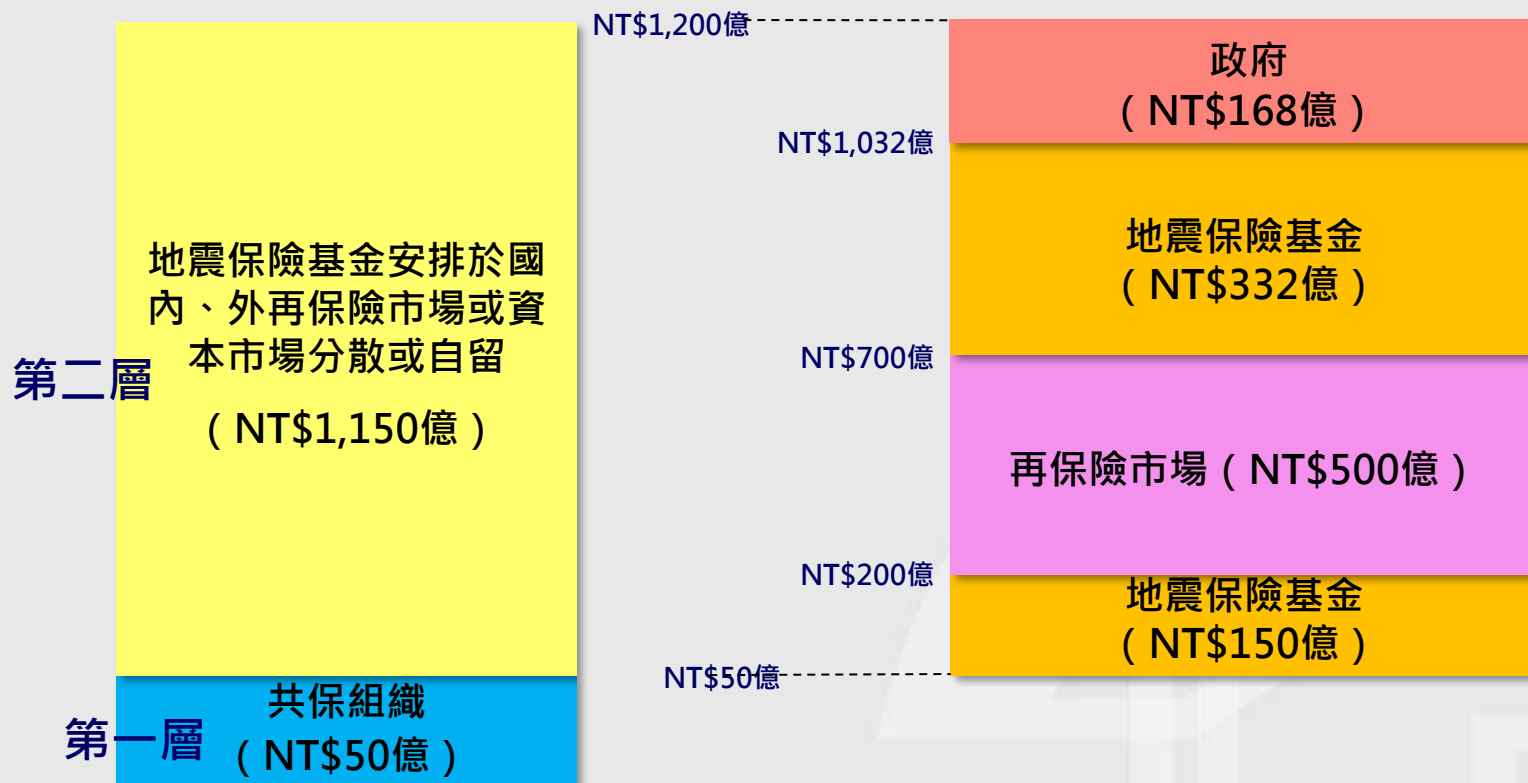 第二層
地震保險基金安排於國
內、外再保險市場或資
本市場分散或自留
（NT$1,150億）
第一層
共保組織
（NT$50億）
NT$1,200億
NT$1,032億
NT$700億
NT$200億
NT$50億
政府
（NT$168億）
地震保險基金
（NT$332億）
再保險市場（NT$500億）
地震保險基金
（NT$150億）